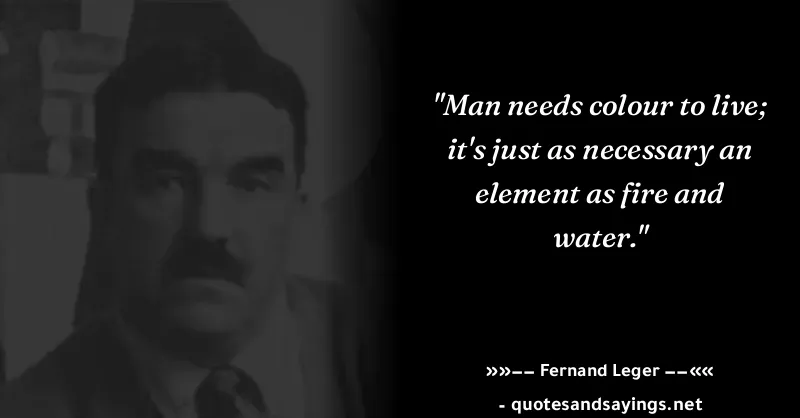 "Man needs colour to live;
it's just as necessary an
element as fire and
water."
»»–– Fernand Leger ––««
- quotesandsayings.net